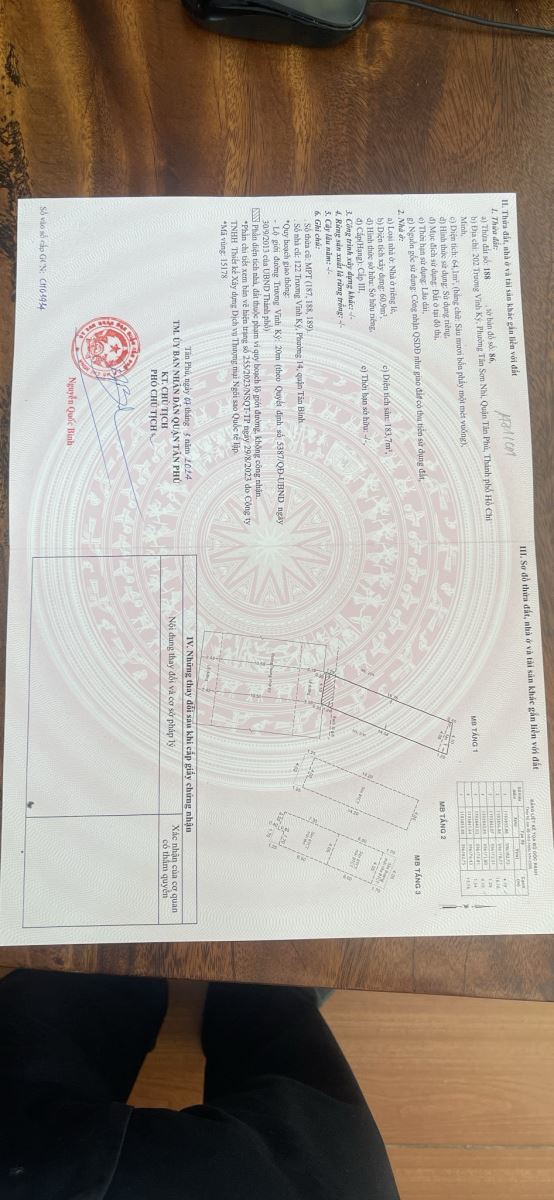 II. Thửa đất, nhà ở và tài sản khác gắn liền với đất
1. Thửa đất:
a) Thửa đất số: 188 tờ bản đồ số: 86,
b) Địa chỉ: 202 Trương Vĩnh Ký, Phường Tân Sơn Nhì, Quận Tân Phú, Thành phố Hồ Chí
Minh,
c) Diện tích: 64,1m², (bằng chữ: Sáu mươi bốn phẩy một mét vuông),
d) Hình thức sử dụng: Sử dụng riêng,
đ) Mục đích sử dụng: Đất ở tại đô thị,
e) Thời hạn sử dụng: Lâu dài,
g) Nguồn gốc sử dụng: Công nhận QSDĐ như giao đất có thu tiền sử dụng đất,
2. Nhà ở:
a) Loại nhà ở: Nhà ở riêng lẻ,
b) Diện tích xây dựng: 60,9m², c) Diện tích sàn: 183,7m²,
d) Hình thức sở hữu: Sở hữu riêng,
đ) Cấp(Hạng): Cấp III, e) Thời hạn sở hữu: -/-
3. Công trình xây dựng khác: -/-
4. Rừng sản xuất là rừng trồng: -/-
5. Cây lâu năm: -/-
6. Ghi chú:
. Số thửa cũ: MPT (187, 188, 189).
. Số nhà cũ: 122 Trương Vĩnh Ký, Phường 14, quận Tân Bình.
*Quy hoạch giao thông:
- Lộ giới đường Trương Vĩnh Ký: 20m (theo Quyết định số 5387/QĐ-UBND ngày
30/9/2013 của UBND Thành phố)
Phần diện tích nhà, đất thuộc phạm vi quy hoạch lộ giới đường, không công nhận.
*Phần chi tiết xem bản vẽ hiện trạng số 255/2023/NSQT-TP ngày 29/8/2023 do Công ty
TNHH Thiết kế Xây dựng Dịch vụ Thương mại Ngôi sao Quốc tế lập.
*Mã vùng: 13178
Tân Phú, ngày 07 tháng 3 năm 2024
TM. ỦY BAN NHÂN DÂN QUẬN TÂN PHÚ
KT. CHỦ TỊCH
PHÓ CHỦ TỊCH
Nguyễn Quốc Bình
Số vào sổ cấp GCN:
III. Sơ đồ thửa đất, nhà ở và tài sản khác gắn liền với đất
BẢNG LIỆT KÊ TỌA ĐỘ GÓC RANH
MB TẦNG 1
MB TẦNG 2
MB TẦNG 3
IV. Những thay đổi sau khi cấp giấy chứng nhận
Nội dung thay đổi và cơ sở pháp lý
Xác nhận của cơ quan
có thẩm quyền